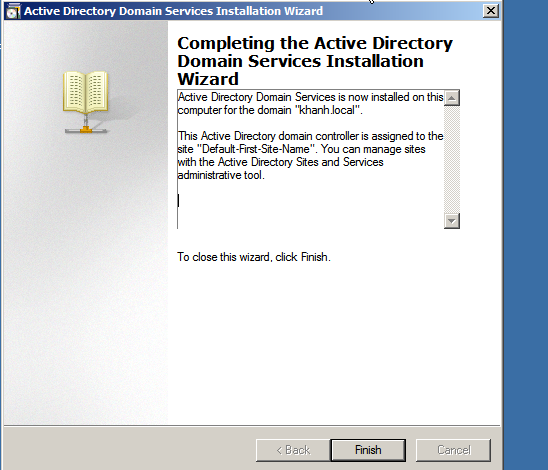 Active Directory Domain Services Installation Wizard
Completing the Active Directory
Domain Services Installation
Wizard
Active Directory Domain Services is now installed on this
computer for the domain "khanh.local".
This Active Directory domain controller is assigned to the
site "Default-First-Site-Name". You can manage sites
with the Active Directory Sites and Services
administrative tool.
To close this wizard, click Finish.
< Back
Finish
Cancel